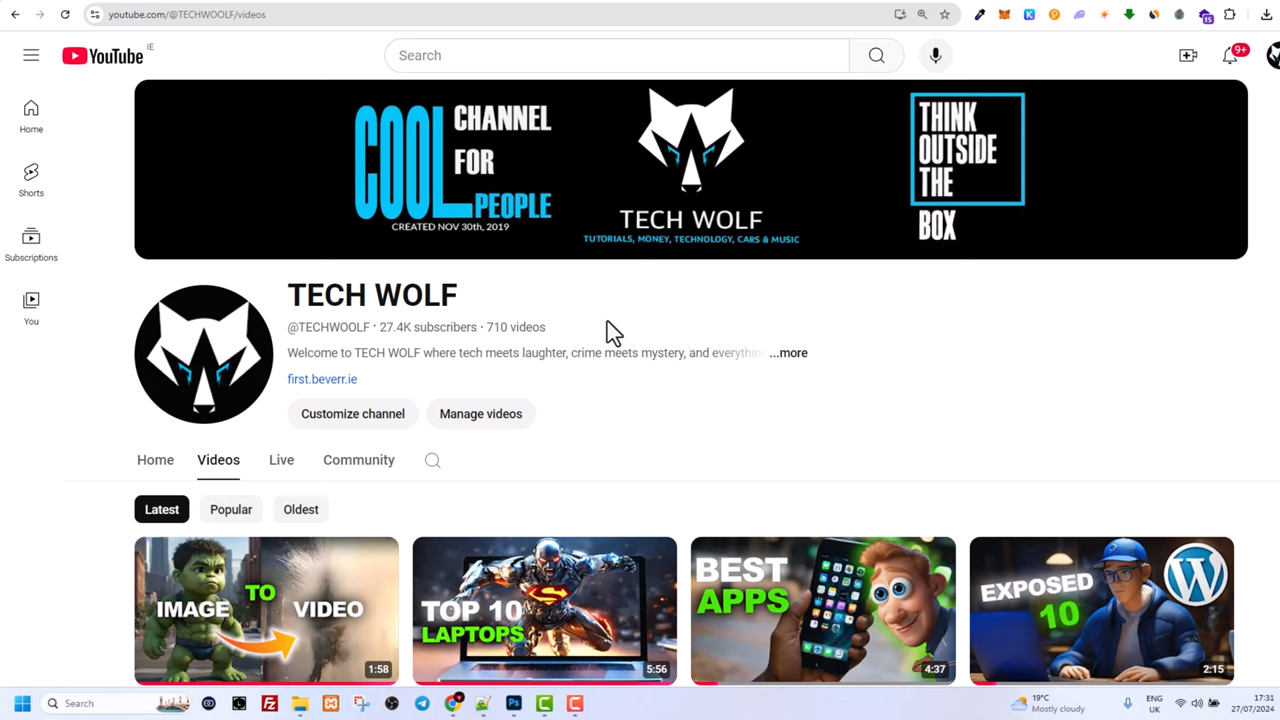 youtube.com/@TECHWOOLF/videos
15
YouTube IE
Search
9+
Home
Shorts
Subscriptions
You
COOL CHANNEL
FOR
PEOPLE
CREATED NOV 30th, 2019
TECH WOLF
TUTORIALS, MONEY, TECHNOLOGY, CARS & MUSIC
THINK
OUTSIDE
THE
BOX
TECH WOLF
@TECHWOOLF · 27.4K subscribers · 710 videos
Welcome to TECH WOLF where tech meets laughter, crime meets mystery, and everythin ...more
first.beverr.ie
Customize channel Manage videos
Home Videos Live Community
Latest Popular Oldest
IMAGE TO VIDEO
1:58
TOP 10
LAPTOPS
5:56
BEST
APPS
4:37
EXPOSED
10
2:15
Search
Ps
19°C
Mostly cloudy
ENG
UK
17:31
27/07/2024